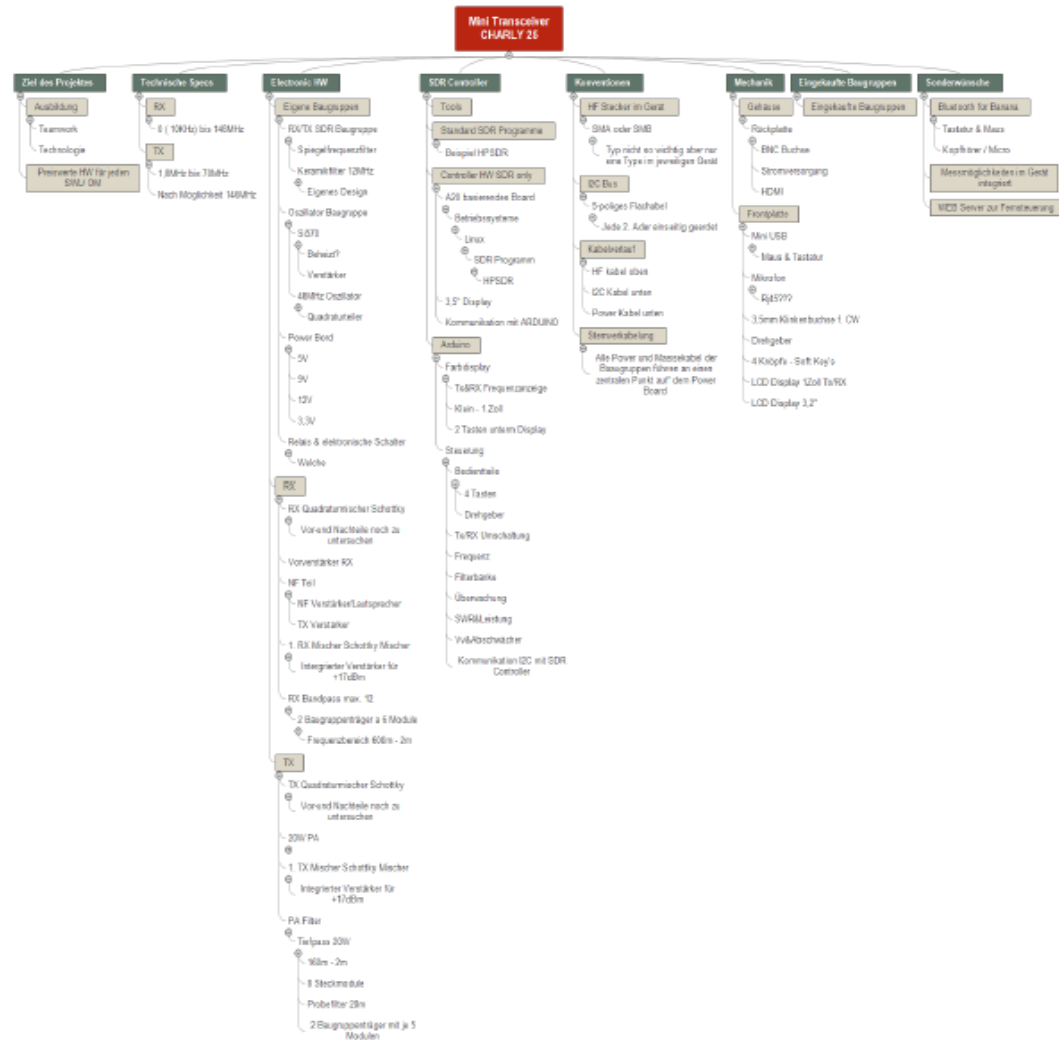 Mini Transceiver
CHARLY 25
Ziel des Projektes
Ausbildung
Teamwork
Technologie
Preiswerte HW für jeden
SWL/ OM
Technische Specs
RX
0 ( 10KHz) bis 146MHz
TX
1,8MHz bis 70MHz
Nach Möglichkeit 146MHz
Electronic HW
Eigene Baugruppen
RX/TX SDR Baugruppe
Spiegelfrequenzfilter
Keramikfilter 12MHz
Eigenes Design
Oszillator Baugruppe
Si570
Beheizt?
Verstärker
48MHz Oszillator
Quadraturteiler
Power Bord
5V
9V
12V
3,3V
Relais & elektronische Schalter
Welche
RX
RX Quadraturmischer Schottky
Vor-und Nachteile noch zu
untersuchen
Vorverstärker RX
NF Teil
NF Verstärker/Lautsprecher
TX Verstärker
1. RX Mischer Schottky Mischer
Intergrierter Verstärker für
+17dBm
RX Bandpass max. 12
2 Baugruppenträger a 6 Module
Frequenzbereich 600m - 2m
TX
TX Quadraturmischer Schottky
Vor-und Nachteile noch zu
untersuchen
20W PA
1. TX Mischer Schottky Mischer
Integrierter Verstärker für
+17dBm
PA Filter
Tiefpass 20W
160m - 2m
8 Steckmodule
Probefilter 20m
2 Baugruppenträger mit je 5
Modulen
SDR Controller
Tools
Standard SDR Programme
Beispiel HPSDR
Controller HW SDR only
A20 basierendes Board
Betriebssysteme
Linux
SDR Programm
HPSDR
3,5" Display
Kommunikation mit ARDUINO
Arduino
Farbdisplay
Tx&RX Frequenzanzeige
Klein - 1 Zoll
2 Tasten unterm Display
Steuerung
Bedienteile
4 Tasten
Drehgeber
Tx/RX Umschaltung
Frequenz
Filterbänke
Überwachung
SWR&Leistung
Vv&Abschwächer
Kommunikation I2C mit SDR
Controller
Konventionen
HF Stecker im Gerät
SMA oder SMB
Typ nicht so wichtig aber nur
eine Type im jeweiligen Gerät
I2C Bus
5-poliges Flachkabel
Jede 2. Ader einseitig geerdet
Kabelverlauf
HF kabel oben
I2C Kabel unten
Power Kabel unten
Sternverkabelung
Alle Power und Massekabel der
Baugruppen führen an einen
zentralen Punkt auf" dem Power
Board
Mechanik
Gehäuse
Rückplatte
BNC Buchse
Stromversorgung
HDMI
Frontplatte
Mini USB
Maus & Tastatur
Mikrofon
Rj45???
3,5mm Klinkenbuchse f. CW
Drehgeber
4 Knöpfe - Soft Key's
LCD Display 1Zoll Tx/RX
LCD Display 3,2"
Eingekaufte Baugruppen
Eingekaufte Baugruppen
Sonderwünsche
Bluetooth für Banana
Tastatur & Maus
Kopfhörer / Micro
Messmöglichkeiten im Gerät
integriert
WEB Server zur Fernsteuerung